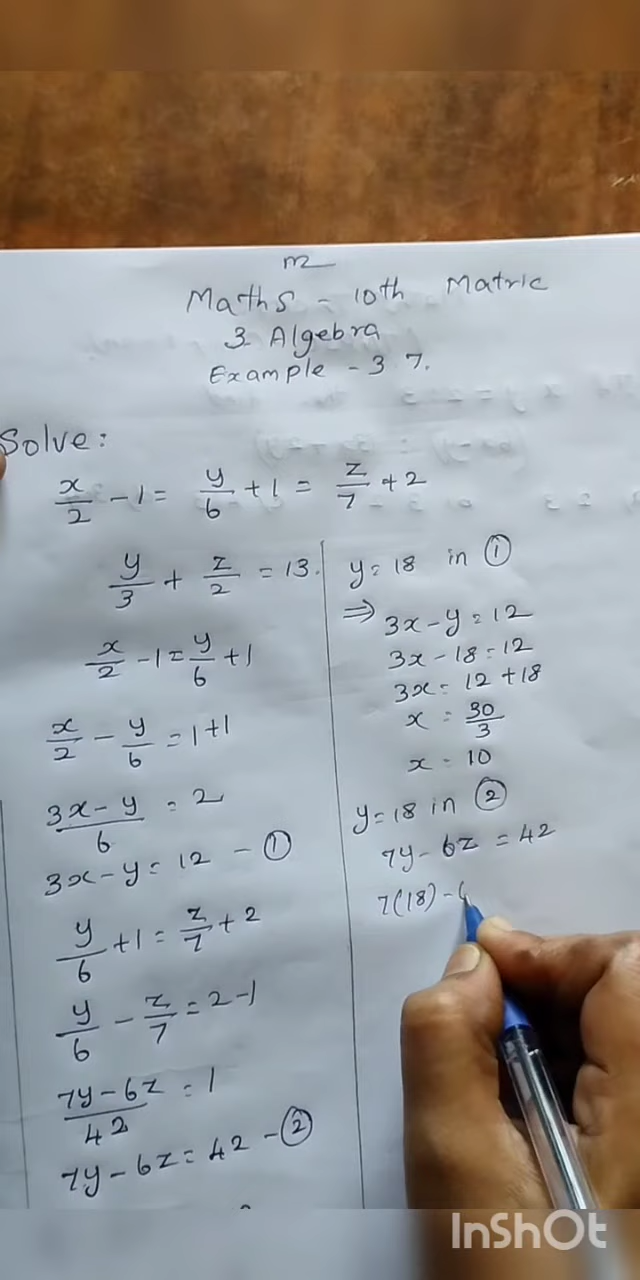 Maths - 10th Matric
3. Algebra
Example - 3.7.
Solve:
x/2 - 1 = y/6 + 1 = z/7 + 2
y/3 + z/2 = 13.
x/2 - 1 = y/6 + 1
x/2 - y/6 = 1+1
3x-y/6 = 2
3x-y = 12 - ①
y/6 + 1 = z/7 + 2
y/6 - z/7 = 2-1
7y-6z/42 = 1
7y-6z = 42 - ②
y = 18 in ①
⇒ 3x-y = 12
3x-18 = 12
3x = 12+18
x = 30/3
x = 10
y = 18 in ②
7y-6z = 42
7(18)-
InShOt